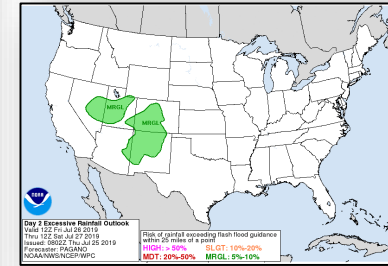 MRGL
MRGL
NOAA
Day 2 Excessive Rainfall Outlook
Valid 12Z Fri Jul 26 2019
Thru 12Z Sat Jul 27 2019
Issued: 0802Z Thu Jul 25 2019
Forecaster: PAGANO
NOAA/NWS/NCEP/WPC
Risk of rainfall exceeding flash flood guidance
within 25 miles of a point
HIGH: > 50% SLGT: 10%-20%
MDT: 20%-50% MRGL: 5%-10%